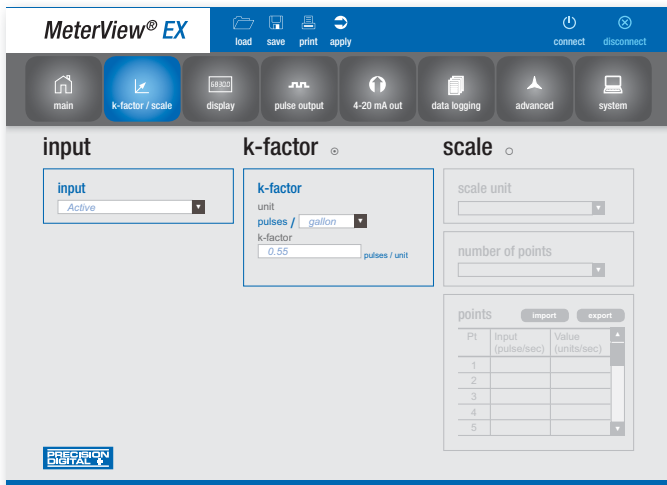 MeterView® EX
load save print apply
connect disconnect
main k-factor / scale display pulse output 4-20 mA out data logging advanced system
input
input
Active
k-factor
k-factor
unit
pulses / gallon
k-factor
0.55 pulses / unit
scale
scale unit
number of points
points import export
Pt Input (pulse/sec) Value (units/sec)
1
2
3
4
5
PRECISION
DIGITAL